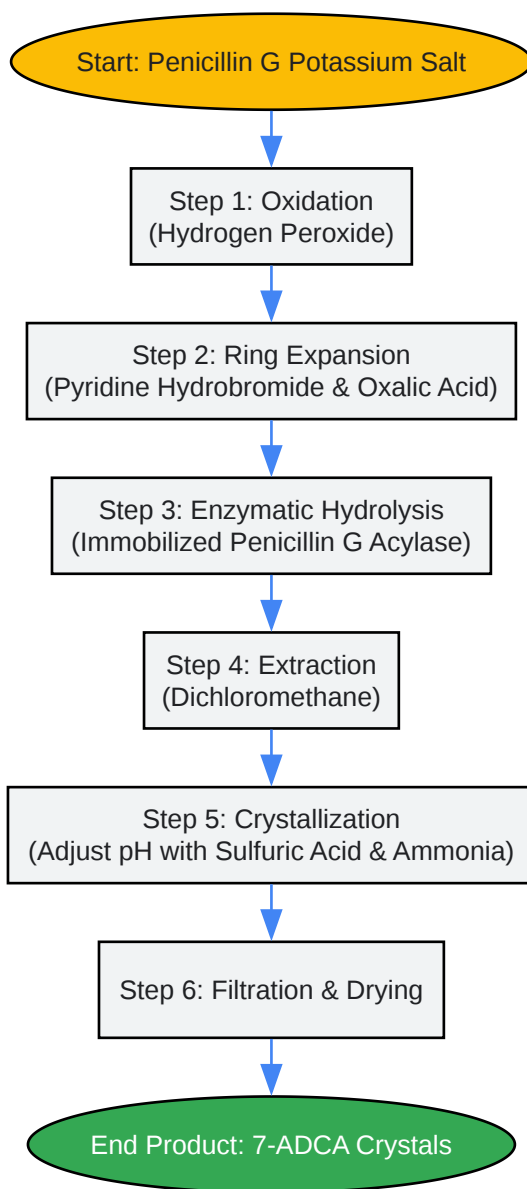 Start: Penicillin G Potassium Salt
Step 1: Oxidation
(Hydrogen Peroxide)
Step 2: Ring Expansion
(Pyridine Hydrobromide & Oxalic Acid)
Step 3: Enzymatic Hydrolysis
(Immobilized Penicillin G Acylase)
Step 4: Extraction
(Dichloromethane)
Step 5: Crystallization
(Adjust pH with Sulfuric Acid & Ammonia)
Step 6: Filtration & Drying
End Product: 7-ADCA Crystals